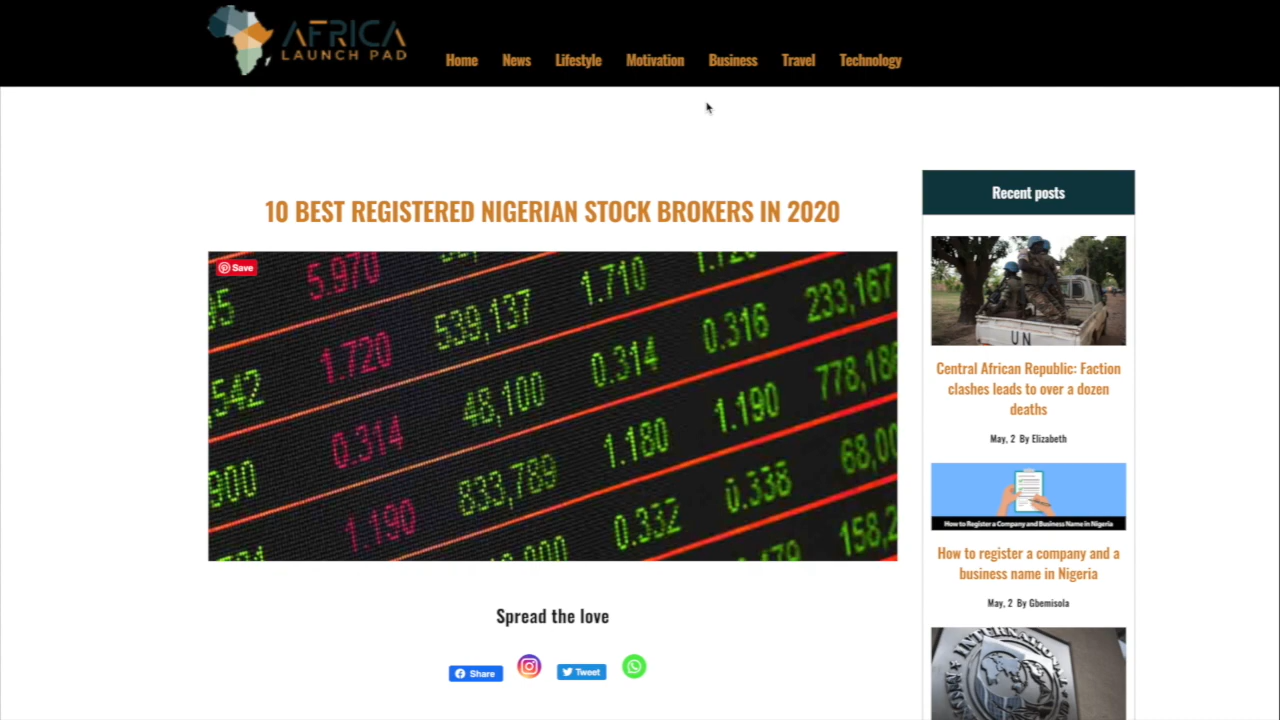 AFRICA
LAUNCH PAD
Home News Lifestyle Motivation Business Travel Technology
10 BEST REGISTERED NIGERIAN STOCK BROKERS IN 2020
Save
5.970
1.710
233,167
539,137
0.316
1.720
0.314
778,186
.542
48,100
1.190
0.314
1.180
68,00
900
833,789
0.338
1.190
0.332
158,2
Spread the love
Share
Tweet
Recent posts
UN
Central African Republic: Faction
clashes leads to over a dozen
deaths
May, 2 By Elizabeth
How to Register a Company and Business Name in Nigeria
How to register a company and a
business name in Nigeria
May, 2 By Gbemisola
INTERNATIONAL